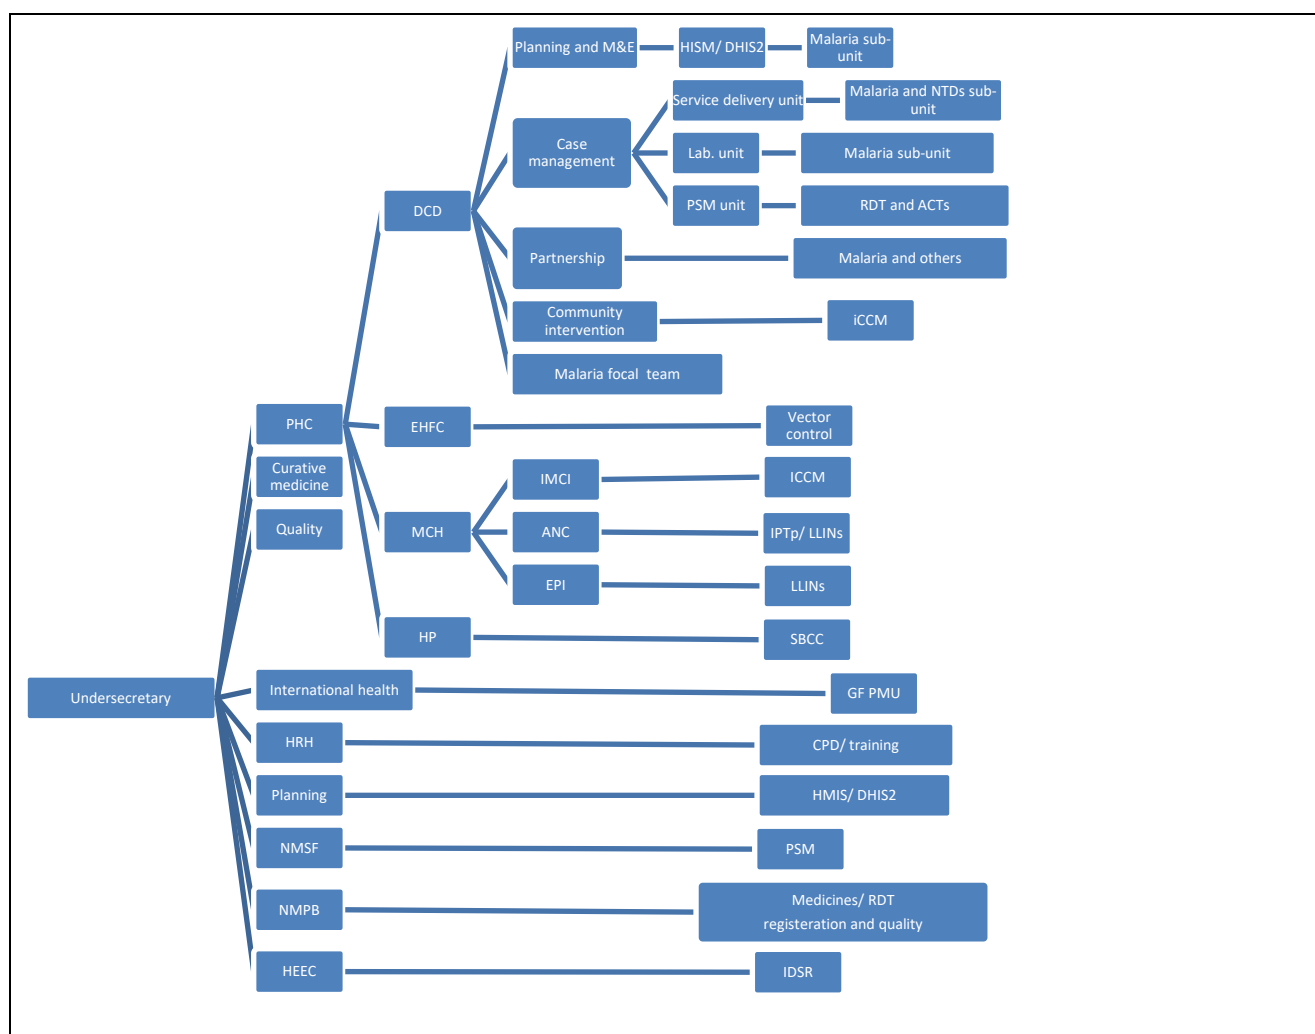 Planning and M&E
HISM/ DHIS2
Malaria sub-
unit
Service delivery unit
Malaria and NTDs sub-
unit
Case
management
Lab. unit
Malaria sub-unit
DCD
PSM unit
RDT and ACTs
Partnership
Malaria and others
Community
intervention
iCCM
Malaria focal team
PHC
EHFC
Vector
control
Curative
medicine
IMCI
ICCM
Quality
MCH
ANC
IPTp/ LLINs
EPI
LLINs
HP
SBCC
Undersecretary
International health
GF PMU
HRH
CPD/ training
Planning
HMIS/ DHIS2
NMSF
PSM
NMPB
Medicines/ RDT
registeration and quality
HEEC
IDSR